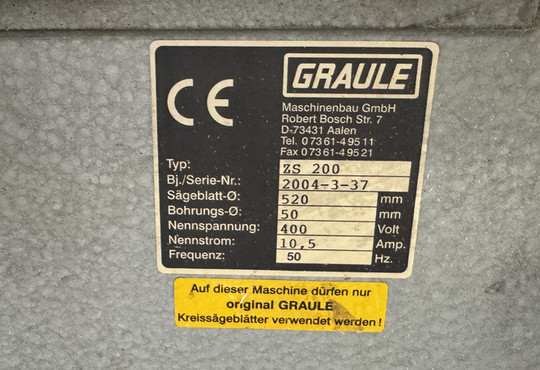 CE
GRAULE
Maschinenbau GmbH
Robert Bosch Str. 7
D-73431 Aalen
Tel. 07361-49511
Fax 07361-49521
Typ: ZS 200
Bj./Serie-Nr.: 2004-3-37
Sägeblatt-Ø: 520 mm
Bohrungs-Ø: 50 mm
Nennspannung: 400 Volt
Nennstrom: 10,5 Amp.
Frequenz: 50 Hz.
Auf dieser Maschine dürfen nur
original GRAULE
Kreissägeblätter verwendet werden!